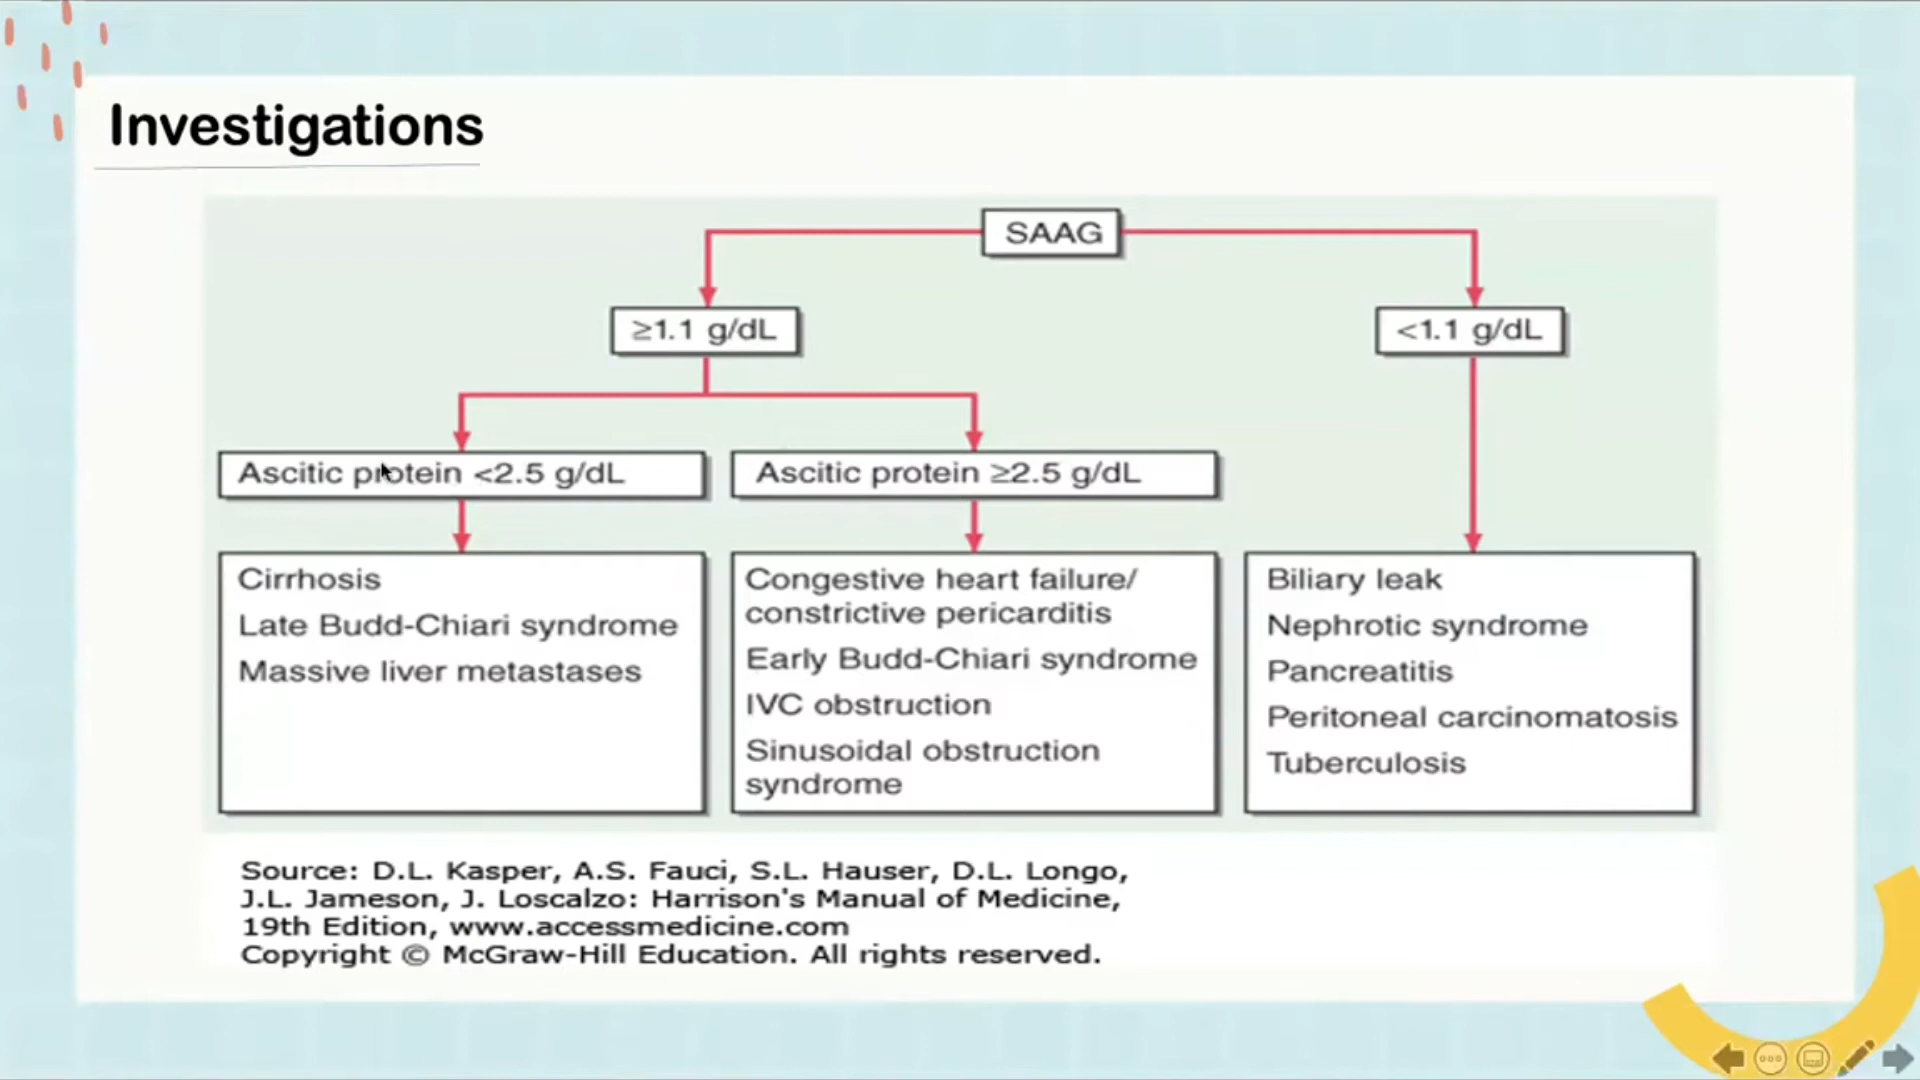 Investigations
SAAG
≥1.1 g/dL
<1.1 g/dL
Ascitic protein <2.5 g/dL
Ascitic protein ≥2.5 g/dL
Cirrhosis
Late Budd-Chiari syndrome
Massive liver metastases
Congestive heart failure/
constrictive pericarditis
Early Budd-Chiari syndrome
IVC obstruction
Sinusoidal obstruction
syndrome
Biliary leak
Nephrotic syndrome
Pancreatitis
Peritoneal carcinomatosis
Tuberculosis
Source: D.L. Kasper, A.S. Fauci, S.L. Hauser, D.L. Longo,
J.L. Jameson, J. Loscalzo: Harrison's Manual of Medicine,
19th Edition, www.accessmedicine.com
Copyright © McGraw-Hill Education. All rights reserved.